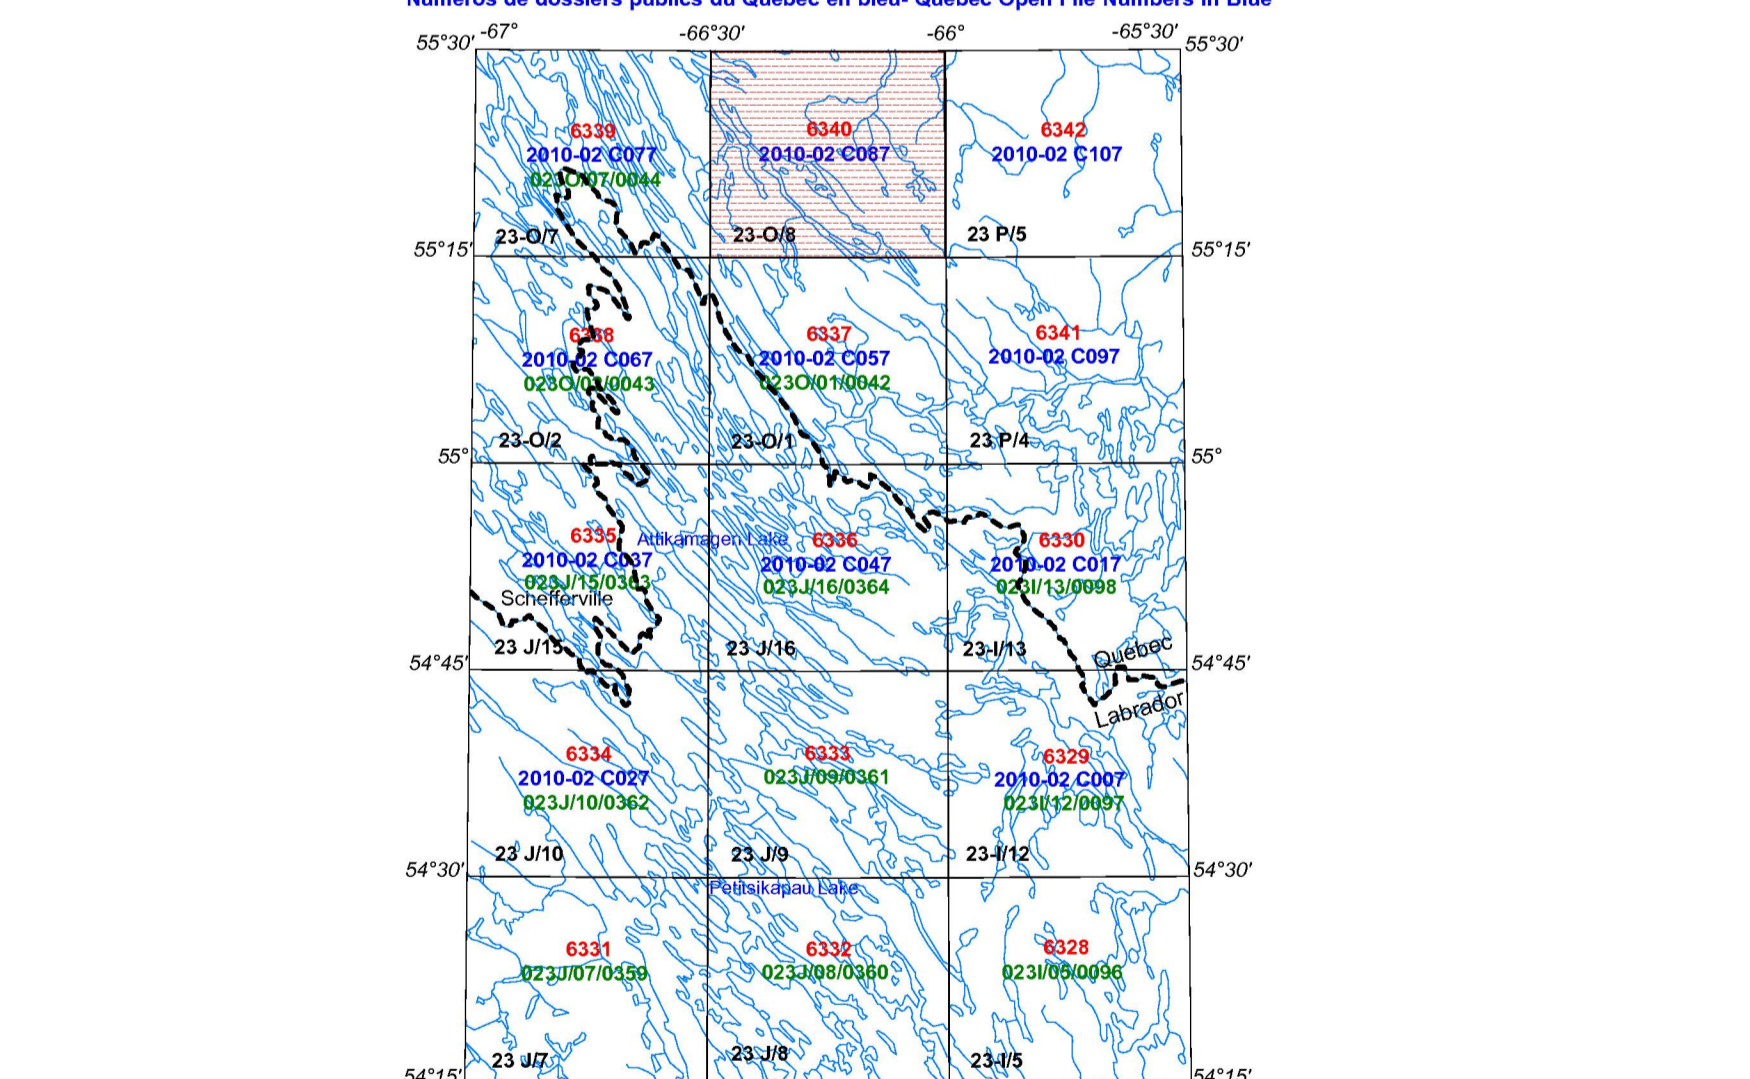 Numéros de dossiers publics du Québec en bleu- Quebec Open File Numbers in Blue
-67° -66°30' -66° -65°30'
55°30' 55°30'
6339 6340 6342
2010-02 C077 2010-02 C087 2010-02 C107
023O/07/0044
23-O/7 23-O/8 23 P/5
55°15' 55°15'
6338 6337 6341
2010-02 C067 2010-02 C057 2010-02 C097
023O/02/0043 023O/01/0042
23-O/2 23-O/1 23 P/4
55° 55°
6335 Attikamagen Lake 6336 6330
2010-02 C037 2010-02 C047 2010-02 C017
023J/15/0363 023J/16/0364 023I/13/0098
Schefferville
23 J/15 23 J/16 23-I/13
Québec
54°45' 54°45'
Labrador
6334 6333 6329
2010-02 C027 023J/09/0361 2010-02 C007
023J/10/0362 023I/12/0097
23 J/10 23 J/9 23-I/12
54°30' 54°30'
Petitsikapau Lake
6331 6332 6328
023J/07/0359 023J/08/0360 023I/05/0096
23 J/7 23 J/8 23-I/5
54°15' 54°15'